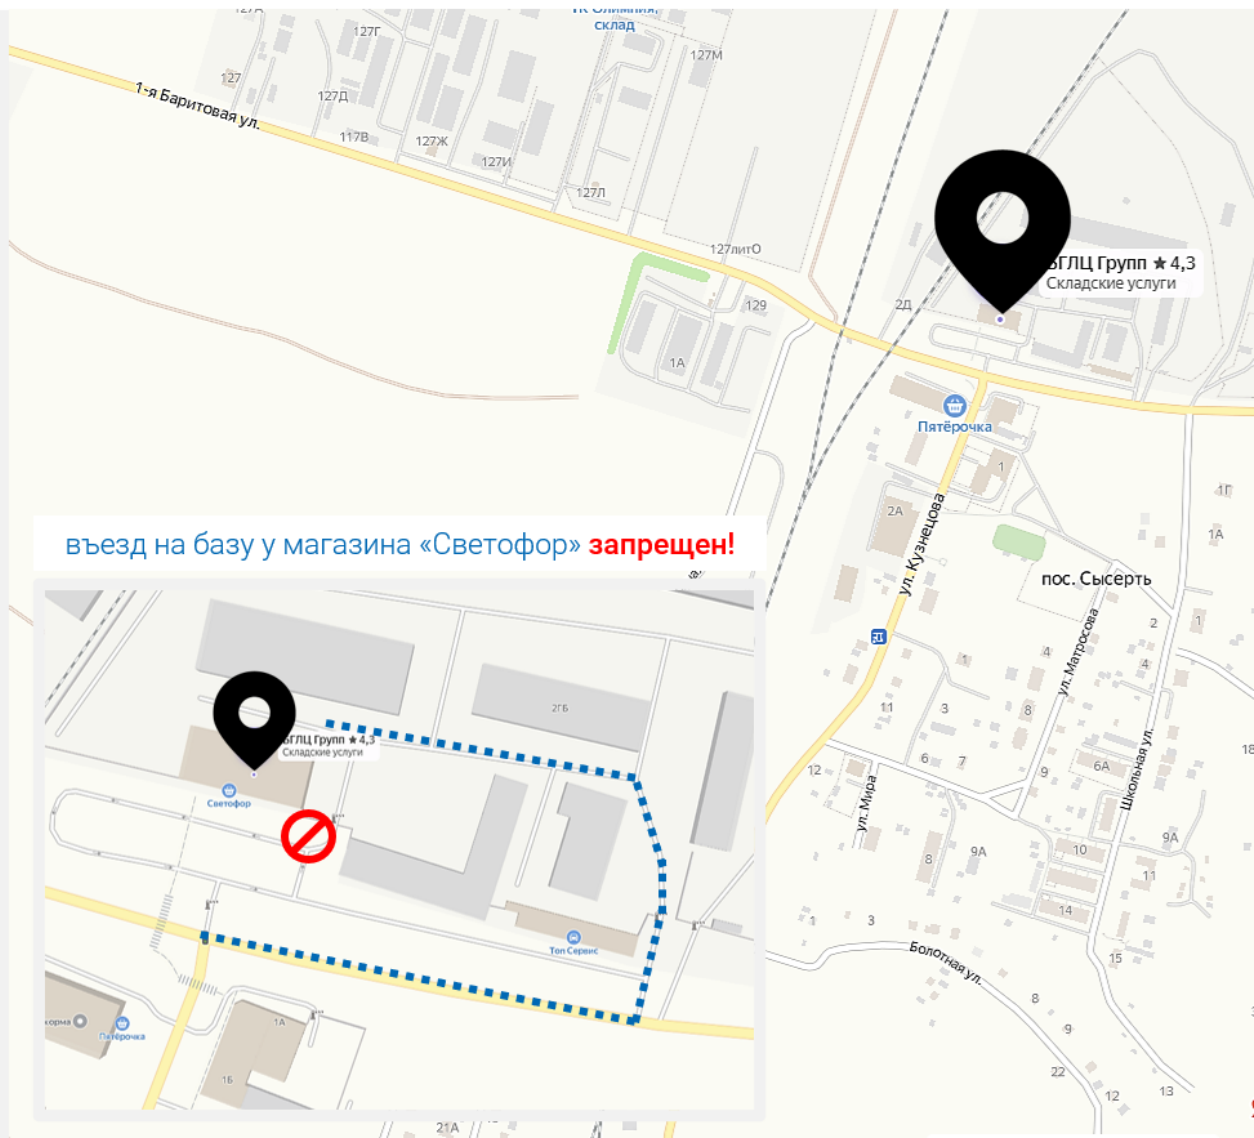 127А
ТК Олимпия,
склад
127Г
127М
127
127Д
1-я Баритовая ул.
117В
127Ж
127И
127Л
127литО
БГЛЦ Групп ★ 4,3
Складские услуги
2Д
129
1А
Пятёрочка
1
1Г
2А
1А
ул. Кузнецова
въезд на базу у магазина «Светофор» запрещен!
пос. Сысерть
2
1
ул. Матросова
4
1
4
11
3
8
18
6
7
12
9
6А
Школьная ул.
ул. Мира
9А
8
9А
10
11
14
1
3
Болотная ул.
15
8
9
22
12
13
21А
2ГБ
БГЛЦ Групп ★ 4,3
Складские услуги
Светофор
Топ Сервис
корма
Пятёрочка
1А
1Б